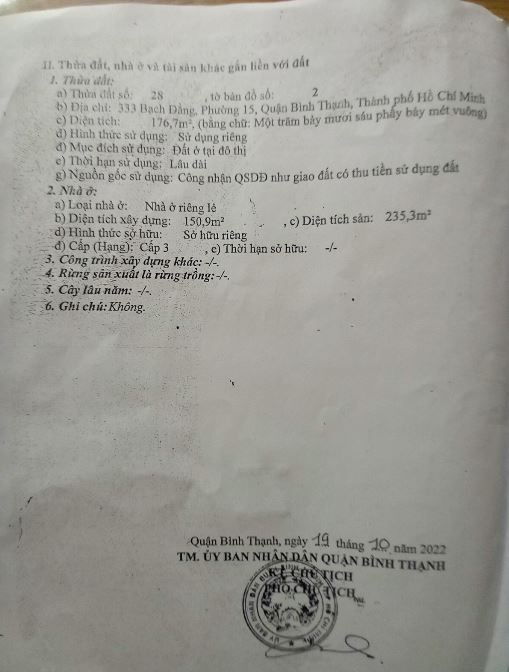 II. Thửa đất, nhà ở và tài sản khác gắn liền với đất
1. Thửa đất:
a) Thửa đất số: 28 , tờ bản đồ số: 2
b) Địa chỉ: 333 Bạch Đằng, Phường 15, Quận Bình Thạnh, Thành phố Hồ Chí Minh
c) Diện tích: 176,7m², (bằng chữ: Một trăm bảy mươi sáu phẩy bảy mét vuông)
d) Hình thức sử dụng: Sử dụng riêng
đ) Mục đích sử dụng: Đất ở tại đô thị
e) Thời hạn sử dụng: Lâu dài
g) Nguồn gốc sử dụng: Công nhận QSDĐ như giao đất có thu tiền sử dụng đất
2. Nhà ở:
a) Loại nhà ở: Nhà ở riêng lẻ
b) Diện tích xây dựng: 150,9m² , c) Diện tích sàn: 235,3m²
d) Hình thức sở hữu: Sở hữu riêng
đ) Cấp (Hạng): Cấp 3 , e) Thời hạn sở hữu: -/-
3. Công trình xây dựng khác: -/-.
4. Rừng sản xuất là rừng trồng: -/-.
5. Cây lâu năm: -/-.
6. Ghi chú: Không.
Quận Bình Thạnh, ngày 19 tháng 10 năm 2022
TM. ỦY BAN NHÂN DÂN QUẬN BÌNH THẠNH
KT. CHỦ TỊCH
PHÓ CHỦ TỊCH